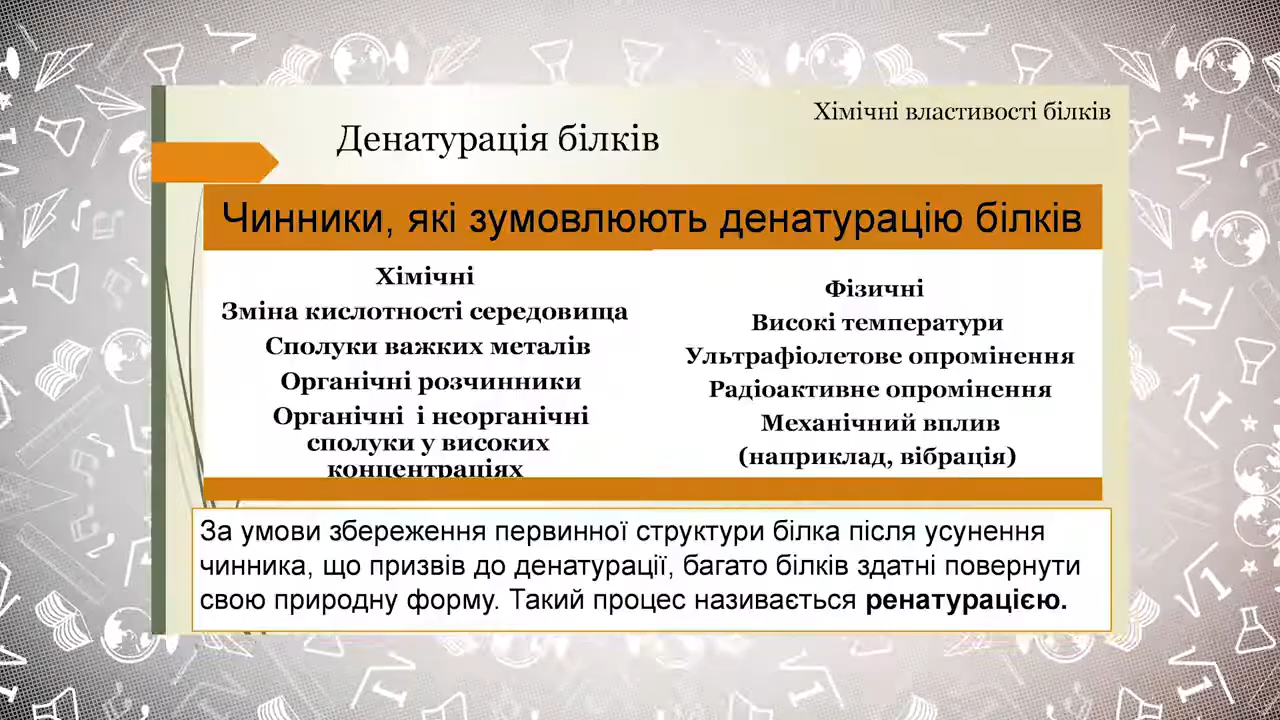 Хімічні властивості білків
Денатурація білків
Чинники, які зумовлюють денатурацію білків
Хімічні
Зміна кислотності середовища
Сполуки важких металів
Органічні розчинники
Органічні і неорганічні
сполуки у високих
концентраціях
Фізичні
Високі температури
Ультрафіолетове опромінення
Радіоактивне опромінення
Механічний вплив
(наприклад, вібрація)
За умови збереження первинної структури білка після усунення
чинника, що призвів до денатурації, багато білків здатні повернути
свою природну форму. Такий процес називається ренатурацією.